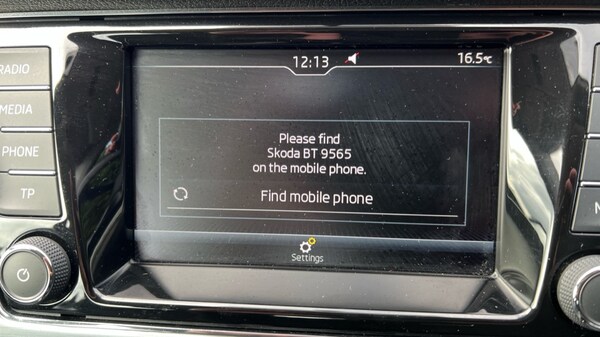 12:13
16.5°C
RADIO
MEDIA
PHONE
TP
Please find
Skoda BT 9565
on the mobile phone.
Find mobile phone
Settings